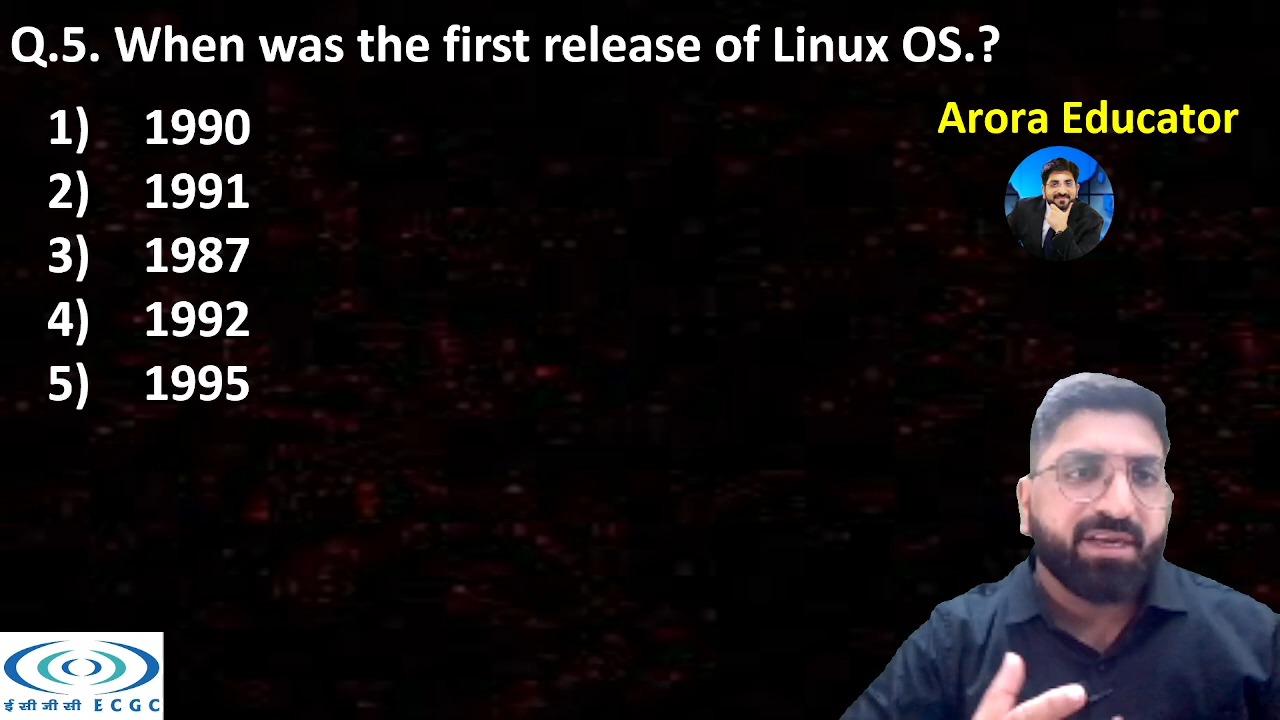 Q.5. When was the first release of Linux OS.?
1) 1990
2) 1991
3) 1987
4) 1992
5) 1995
Arora Educator
ई सी जी सी E C G C